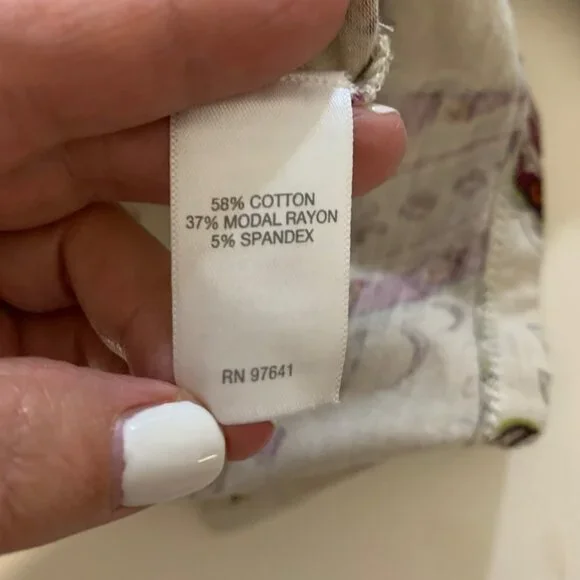 58% COTTON
37% MODAL RAYON
5% SPANDEX
RN 97641